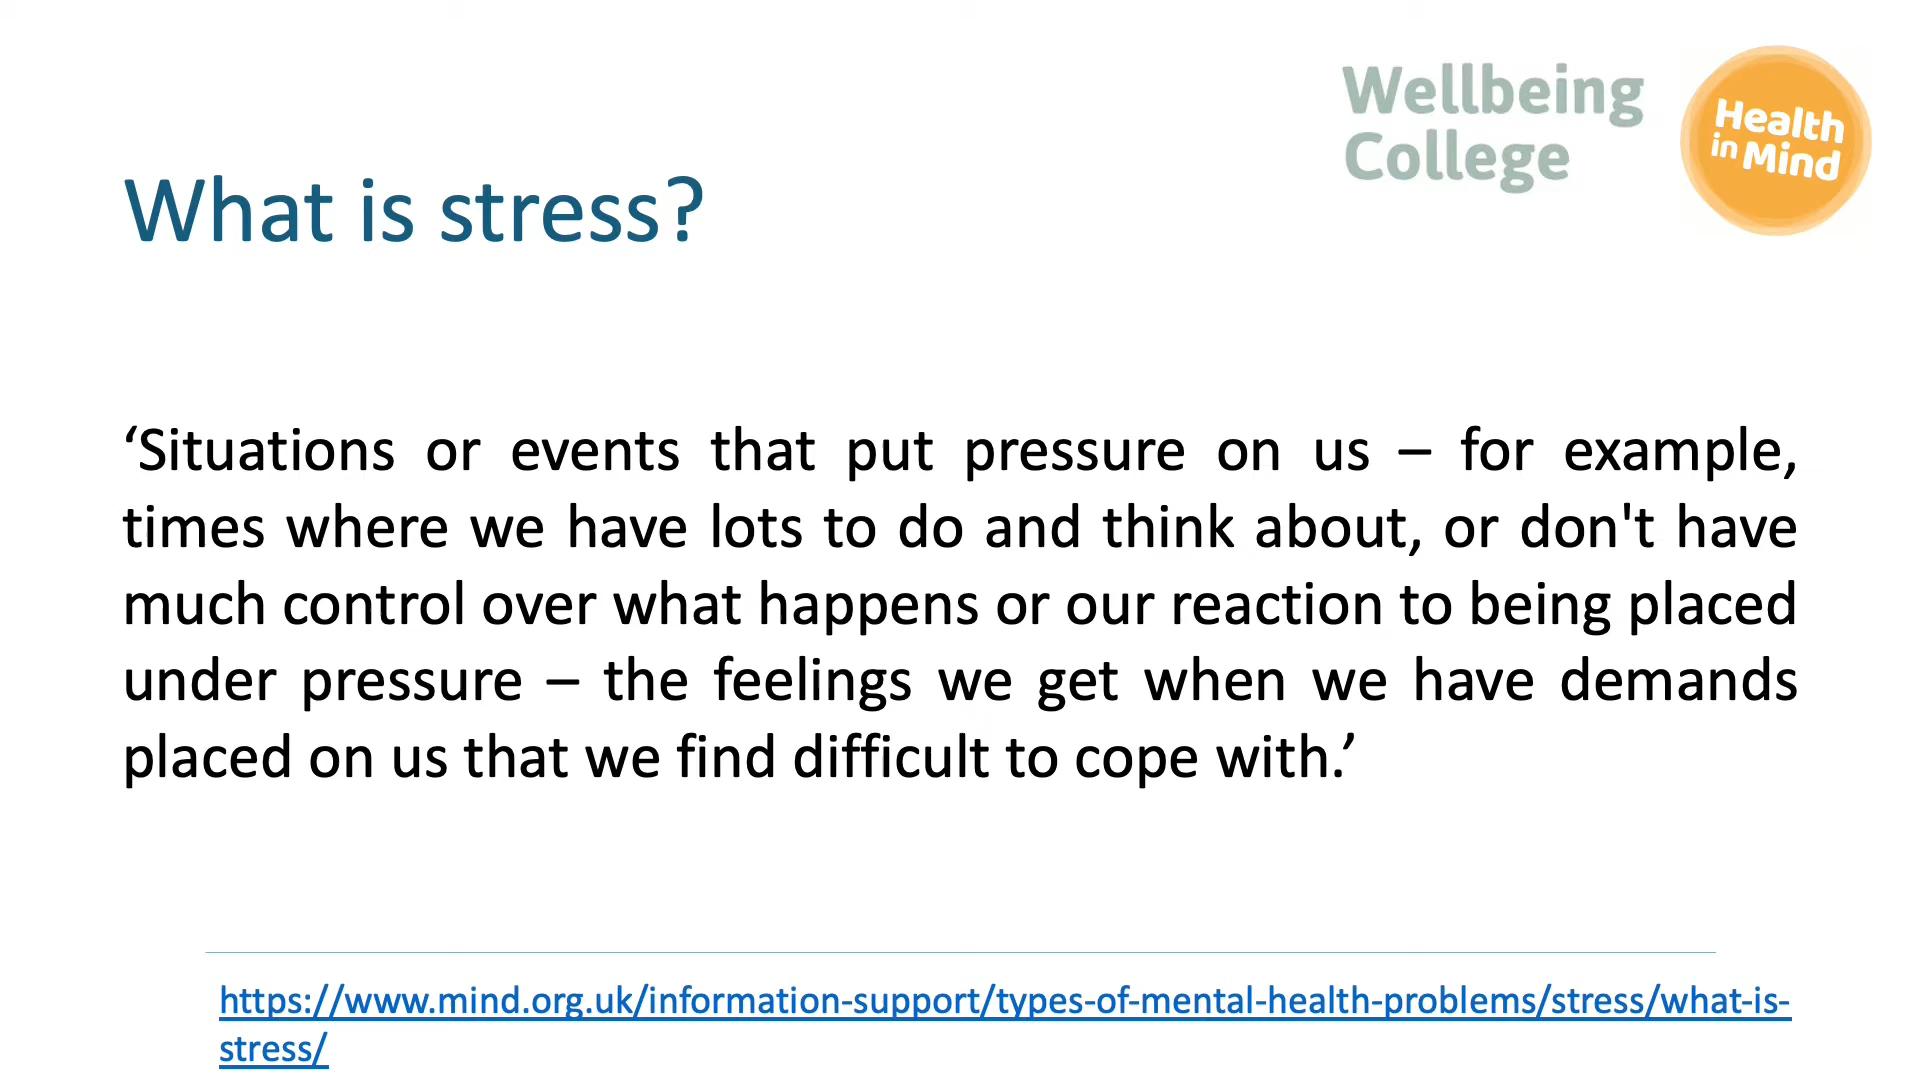 Wellbeing
College
Health
in Mind
What is stress?
‘Situations or events that put pressure on us – for example,
times where we have lots to do and think about, or don't have
much control over what happens or our reaction to being placed
under pressure – the feelings we get when we have demands
placed on us that we find difficult to cope with.’
https://www.mind.org.uk/information-support/types-of-mental-health-problems/stress/what-is-
stress/